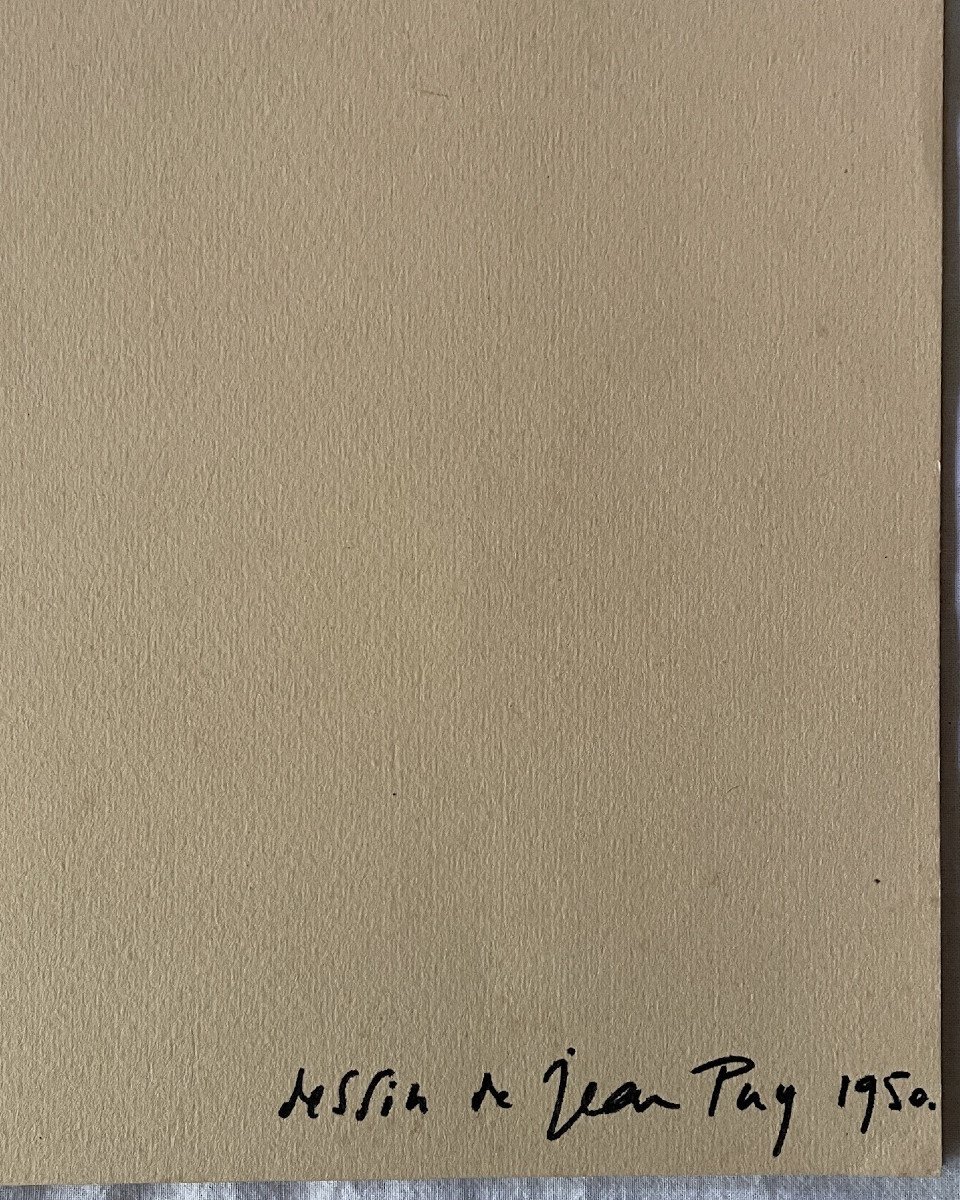 dessin de Jean Puy 1950.